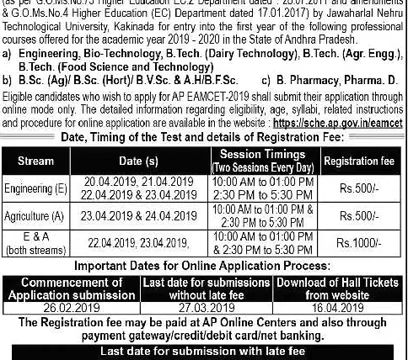 (as per G.O.Ms.No.73 Higher Education EC.2 Department dated : 28.07.2011 and amendments
& G.O.Ms.No.4 Higher Education (EC) Department dated 17.01.2017) by Jawaharlal Nehru
Technological University, Kakinada for entry into the first year of the following professional
courses offered for the academic year 2019 - 2020 in the State of Andhra Pradesh.
a) Engineering, Bio-Technology, B.Tech. (Dairy Technology), B.Tech. (Agr. Engg.),
B.Tech. (Food Science and Technology)
b) B.Sc. (Ag)/ B.Sc. (Hort)/ B.V.Sc. & A.H/B.F.Sc. c) B. Pharmacy, Pharma. D.
Eligible candidates who wish to apply for AP EAMCET-2019 shall submit their application through
online mode only. The detailed information regarding eligibility, age, syllabi, related instructions
and procedure for online application are available in the website : https://sche.ap.gov.in/eamcet
Date, Timing of the Test and details of Registration Fee:
Stream Date (s) Session Timings (Two Sessions Every Day) Registration fee
Engineering (E) 20.04.2019, 21.04.2019 10:00 AM to 01:00 PM Rs.500/-
22.04.2019 & 23.04.2019 2:30 PM to 5:30 PM
Agriculture (A) 23.04.2019 & 24.04.2019 10:00 AM to 01:00 PM & Rs.500/-
2:30 PM to 5:30 PM
E & A (both streams) 22.04.2019, 23.04.2019, 10:00 AM to 01:00 PM Rs.1000/-
& 2:30 PM to 5:30 PM
Important Dates for Online Application Process:
Commencement of Application submission Last date for submissions without late fee Download of Hall Tickets from website
26.02.2019 27.03.2019 16.04.2019
The Registration fee may be paid at AP Online Centers and also through
payment gateway/credit/debit card/net banking.
Last date for submission with late fee